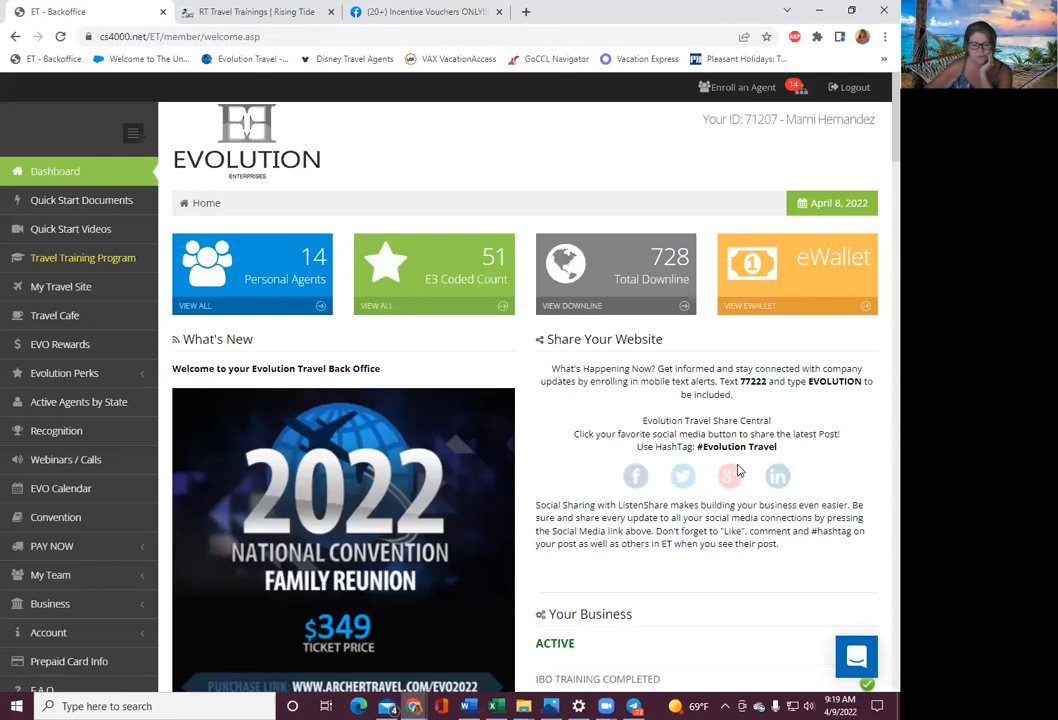 ET - Backoffice
RT Travel Trainings | Rising Tide
(20+) Incentive Vouchers ONLY!
cs4000.net/ET/member/welcome.asp
ABP
ET - Backoffice
Welcome to The Un...
Evolution Travel -...
Disney Travel Agents
VAX VacationAccess
GoCCL Navigator
Vacation Express
Pleasant Holidays: T...
»
Enroll an Agent
14
Logout
EVOLUTION
ENTERPRISES
Your ID: 71207 - Marni Hernandez
Dashboard
Quick Start Documents
Quick Start Videos
Travel Training Program
My Travel Site
Travel Cafe
EVO Rewards
Evolution Perks
Active Agents by State
Recognition
Webinars / Calls
EVO Calendar
Convention
PAY NOW
My Team
Business
Account
Prepaid Card Info
F.A.Q.
Home
April 8, 2022
14
Personal Agents
VIEW ALL
51
E3 Coded Count
VIEW ALL
728
Total Downline
VIEW DOWNLINE
1
eWallet
VIEW EWALLET
What's New
Welcome to your Evolution Travel Back Office
2022
NATIONAL CONVENTION
FAMILY REUNION
$349
TICKET PRICE
PURCHASE LINK: WWW.ARCHERTRAVEL.COM/EVO2022
Share Your Website
What's Happening Now? Get informed and stay connected with company
updates by enrolling in mobile text alerts. Text 77222 and type EVOLUTION to
be included.
Evolution Travel Share Central
Click your favorite social media button to share the latest Post!
Use HashTag: #Evolution Travel
f
g+
in
Social Sharing with ListenShare makes building your business even easier. Be
sure and share every update to all your social media connections by pressing
the Social Media link above. Don't forget to "Like", comment and #hashtag on
your post as well as others in ET when you see their post.
Your Business
ACTIVE
IBO TRAINING COMPLETED
Type here to search
4
69°F
9:19 AM
4/9/2022